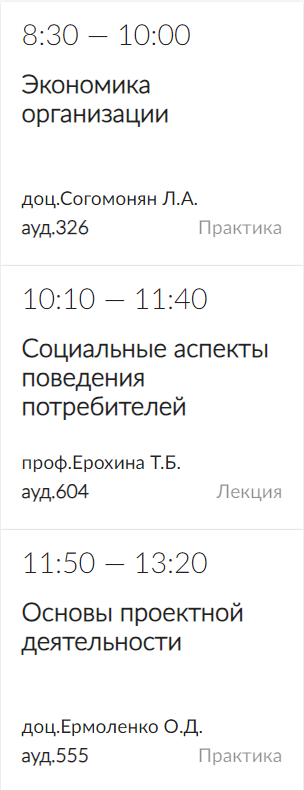 8:30 — 10:00
Экономика
организации
доц.Согомонян Л.А.
ауд.326 Практика
10:10 — 11:40
Социальные аспекты
поведения
потребителей
проф.Ерохина Т.Б.
ауд.604 Лекция
11:50 — 13:20
Основы проектной
деятельности
доц.Ермоленко О.Д.
ауд.555 Практика